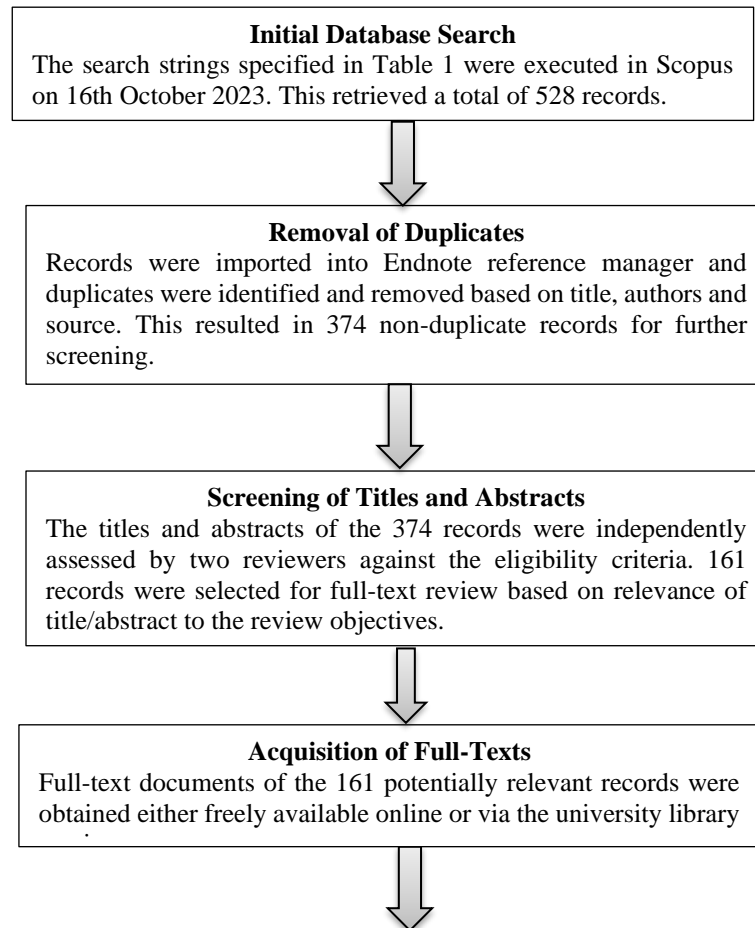 Initial Database Search
The search strings specified in Table 1 were executed in Scopus
on 16th October 2023. This retrieved a total of 528 records.
Removal of Duplicates
Records were imported into Endnote reference manager and
duplicates were identified and removed based on title, authors and
source. This resulted in 374 non-duplicate records for further
screening.
Screening of Titles and Abstracts
The titles and abstracts of the 374 records were independently
assessed by two reviewers against the eligibility criteria. 161
records were selected for full-text review based on relevance of
title/abstract to the review objectives.
Acquisition of Full-Texts
Full-text documents of the 161 potentially relevant records were
obtained either freely available online or via the university library